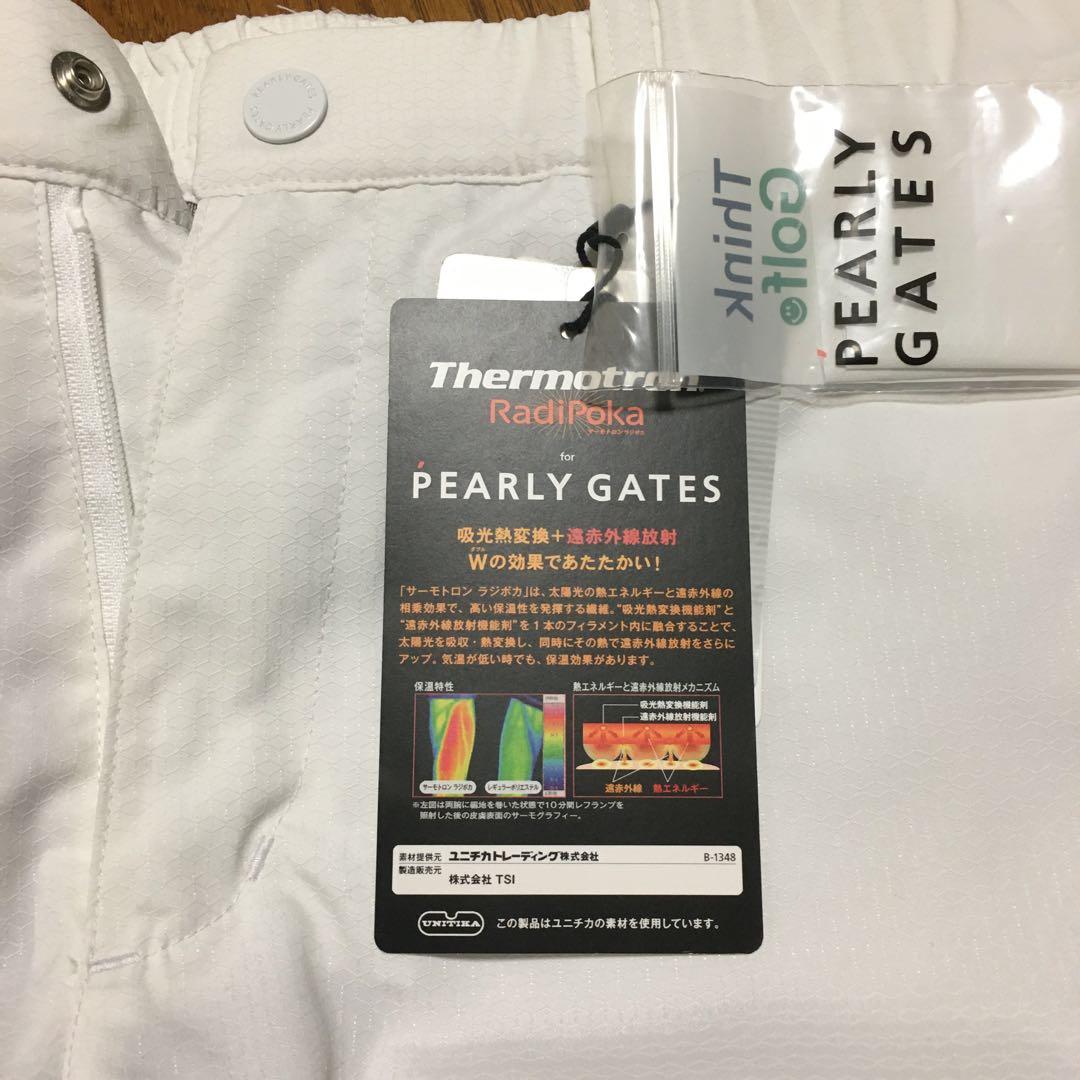 PEARLY GATES PEARLY GATES
Think
Golf
PEARLY
GATES
Thermotron
RadiPoka
サーモトロンラジポカ
for
PEARLY GATES
吸光熱変換+遠赤外線放射
ダブル
Wの効果であたたかい!
「サーモトロン ラジポカ」は、太陽光の熱エネルギーと遠赤外線の
相乗効果で、高い保温性を発揮する繊維。"吸光熱変換機能剤"と
"遠赤外線放射機能剤"を1本のフィラメント内に融合することで、
太陽光を吸収・熱変換し、同時にその熱で遠赤外線放射をさらに
アップ。気温が低い時でも、保温効果があります。
保温特性
サーモトロン ラジポカ
レギュラーポリエステル
熱エネルギーと遠赤外線放射メカニズム
吸光熱変換機能剤
遠赤外線放射機能剤
遠赤外線 熱エネルギー
※左図は両腕に編地を巻いた状態で10分間レフランプを
照射した後の皮膚表面のサーモグラフィー。
素材提供元 ユニチカトレーディング株式会社 B-1348
製造販売元 株式会社 TSI
UNITIKA この製品はユニチカの素材を使用しています。